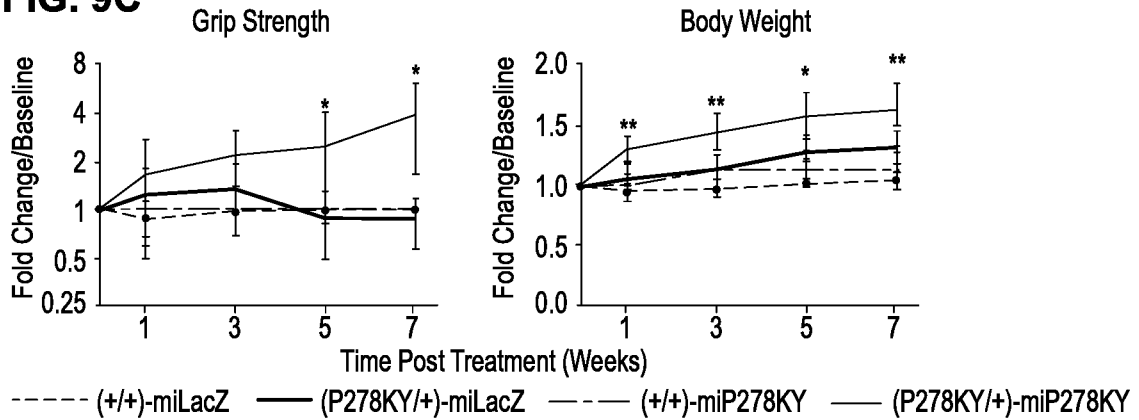 FIG. 9C
Grip Strength
Fold Change/Baseline
8
4
2
1
0.5
0.25
1 3 5 7
* *
Body Weight
Fold Change/Baseline
2.0
1.5
1.0
0.5
0.0
1 3 5 7
** ** * **
Time Post Treatment (Weeks)
(+/+)-miLacZ (P278KY/+)-miLacZ (+/+)-miP278KY (P278KY/+)-miP278KY